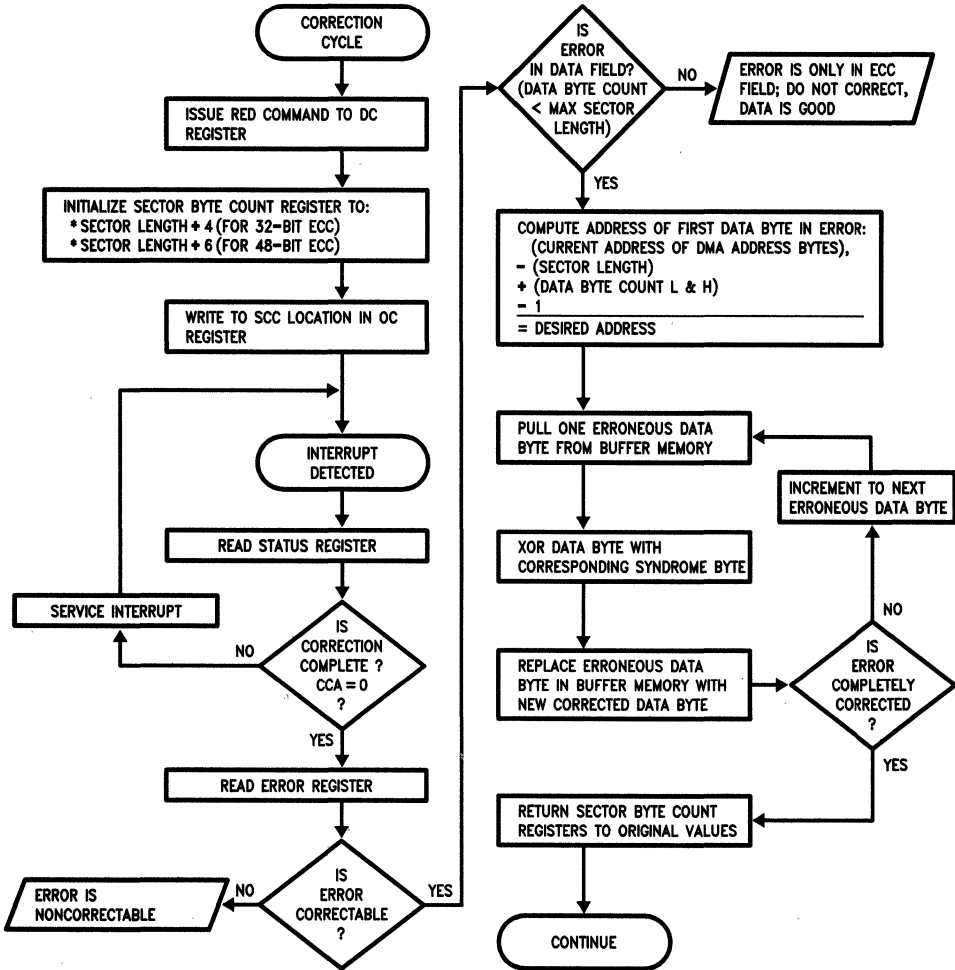 CORRECTION
CYCLE
ISSUE RED COMMAND TO DC
REGISTER
INITIALIZE SECTOR BYTE COUNT REGISTER TO:
* SECTOR LENGTH + 4 (FOR 32-BIT ECC)
* SECTOR LENGTH + 6 (FOR 48-BIT ECC)
WRITE TO SCC LOCATION IN OC
REGISTER
INTERRUPT
DETECTED
READ STATUS REGISTER
SERVICE INTERRUPT
IS
CORRECTION
COMPLETE ?
CCA = 0
?
NO
YES
READ ERROR REGISTER
IS
ERROR
CORRECTABLE
?
NO
YES
ERROR IS
NONCORRECTABLE
IS
ERROR
IN DATA FIELD?
(DATA BYTE COUNT
< MAX SECTOR
LENGTH)
NO
ERROR IS ONLY IN ECC
FIELD; DO NOT CORRECT,
DATA IS GOOD
YES
COMPUTE ADDRESS OF FIRST DATA BYTE IN ERROR:
(CURRENT ADDRESS OF DMA ADDRESS BYTES),
- (SECTOR LENGTH)
+ (DATA BYTE COUNT L & H)
- 1
= DESIRED ADDRESS
PULL ONE ERRONEOUS DATA
BYTE FROM BUFFER MEMORY
INCREMENT TO NEXT
ERRONEOUS DATA BYTE
XOR DATA BYTE WITH
CORRESPONDING SYNDROME BYTE
NO
REPLACE ERRONEOUS DATA
BYTE IN BUFFER MEMORY WITH
NEW CORRECTED DATA BYTE
IS
ERROR
COMPLETELY
CORRECTED
?
YES
RETURN SECTOR BYTE COUNT
REGISTERS TO ORIGINAL VALUES
CONTINUE